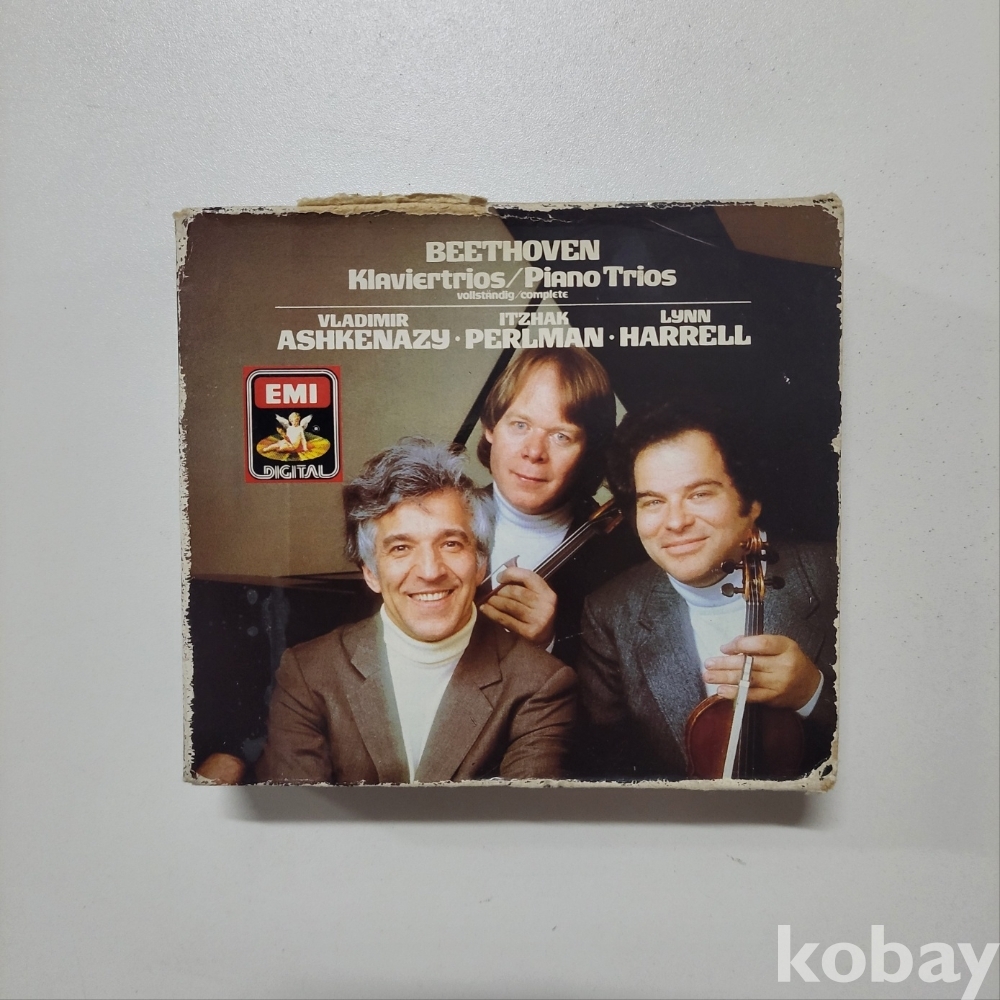 BEETHOVEN
Klaviertrios/Piano Trios
vollständig/complete
VLADIMIR ITZHAK LYNN
ASHKENAZY · PERLMAN · HARRELL
EMI
DIGITAL
kobay